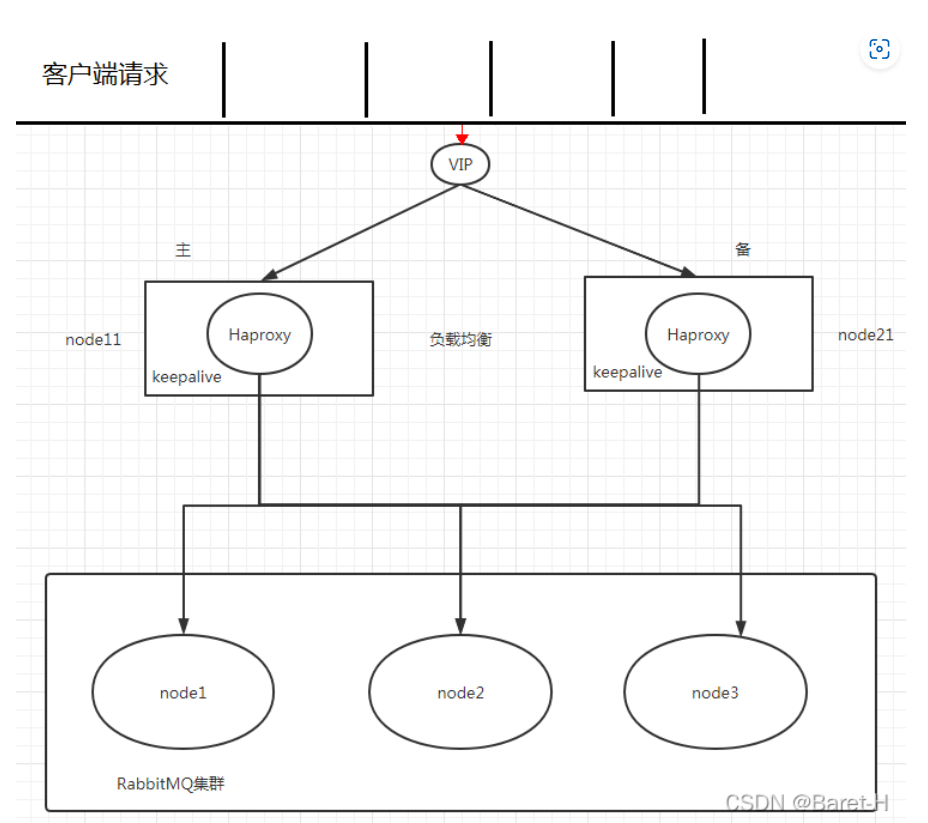 客户端请求
VIP
主
备
node11
Haproxy
keepalive
负载均衡
Haproxy
keepalive
node21
node1
node2
node3
RabbitMQ集群
CSDN @Baret-H